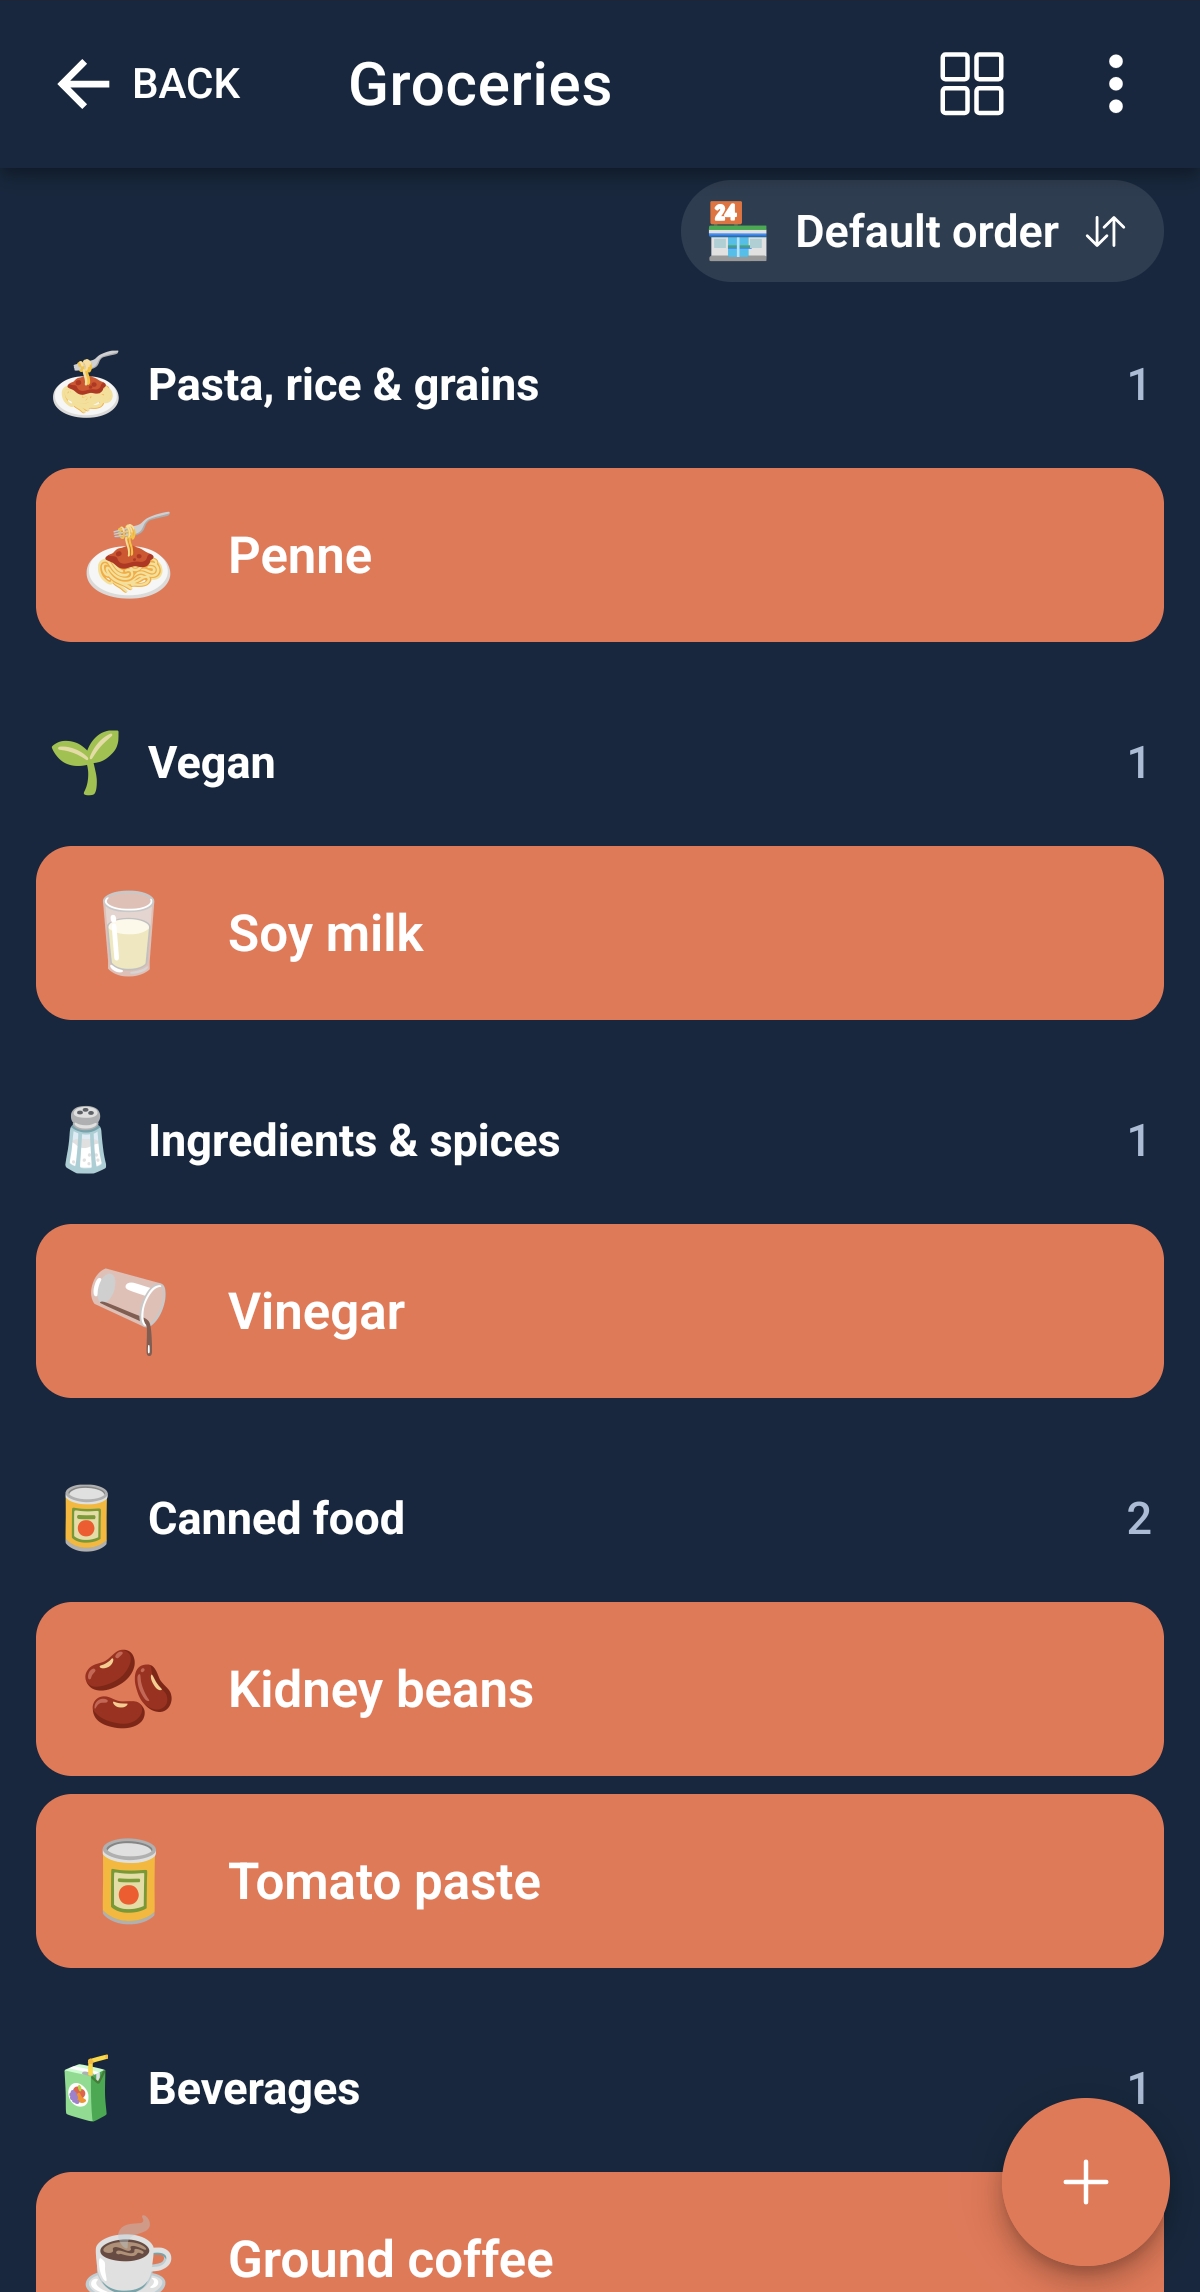 BACK
Groceries
24
Default order
Pasta, rice & grains
1
Penne
Vegan
1
Soy milk
Ingredients & spices
1
Vinegar
Canned food
2
Kidney beans
Tomato paste
Beverages
1
Ground coffee